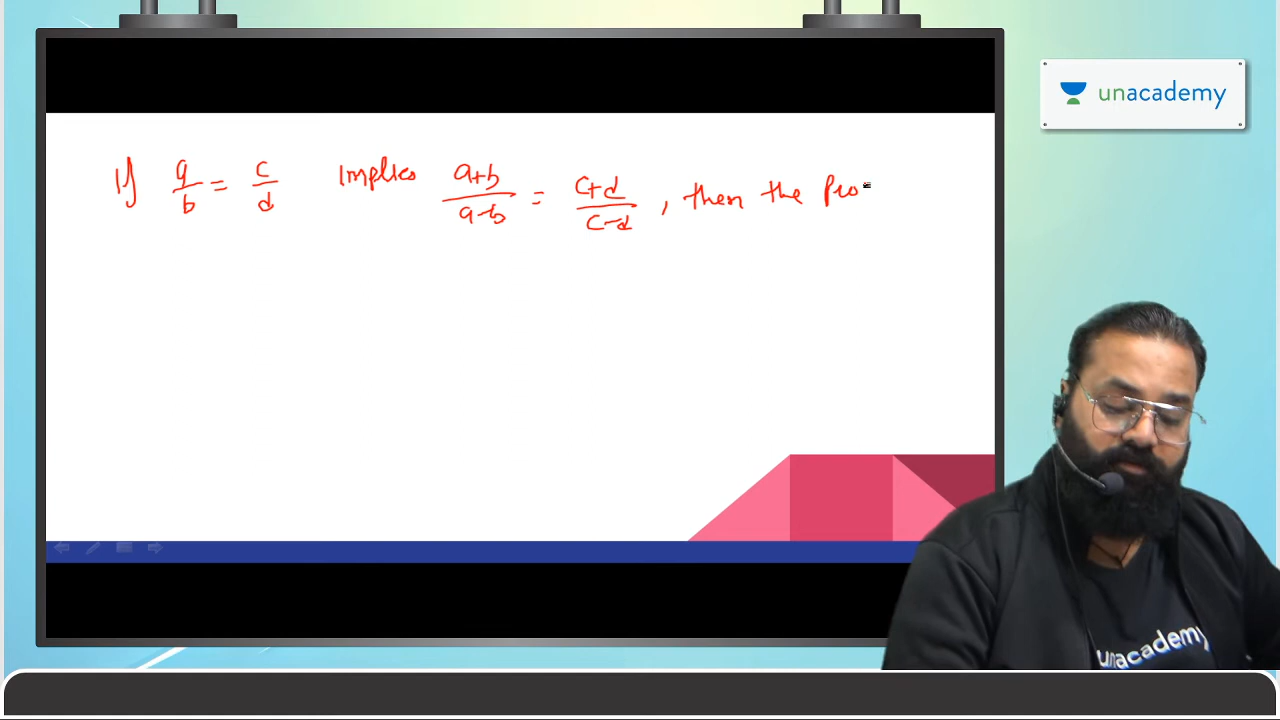 unacademy
If a/b = c/d implies a+b/a-b = c+d/c-d , then the Pro
unacademy